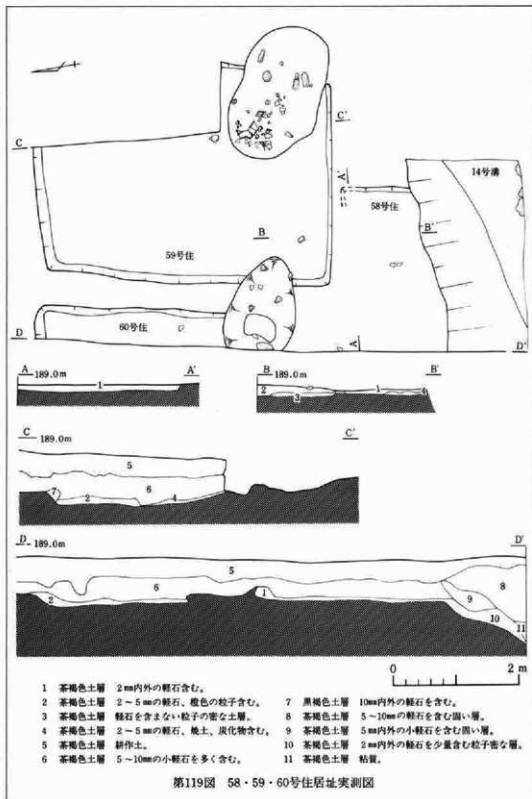 C'
C
A'
14号溝
58号住
B
B'
59号住
60号住
D
A
D'
A 189.0m A'
1
B 189.0m B'
2 3 1 4
C 189.0m C'
5
7 2 6 4
D 189.0m D'
5
2 6 1 9 8 10 11
0 2 m
1 茶褐色土層 2㎜内外の軽石含む。
2 茶褐色土層 2～5㎜の軽石、橙色の粒子含む。
3 茶褐色土層 軽石を含まない粒子の密な土層。
4 茶褐色土層 2～5㎜の軽石、焼土、炭化物含む。
5 茶褐色土層 耕作土。
6 茶褐色土層 5～10㎜の小軽石を多く含む。
7 黒褐色土層 10㎜内外の軽石を含む。
8 茶褐色土層 5～10㎜の軽石を含む固い層。
9 茶褐色土層 5㎜内外の小軽石を含む固い層。
10 茶褐色土層 2㎜内外の軽石を少量含む粒子密な層。
11 茶褐色土層 粘質。
第119図 58・59・60号住居址実測図